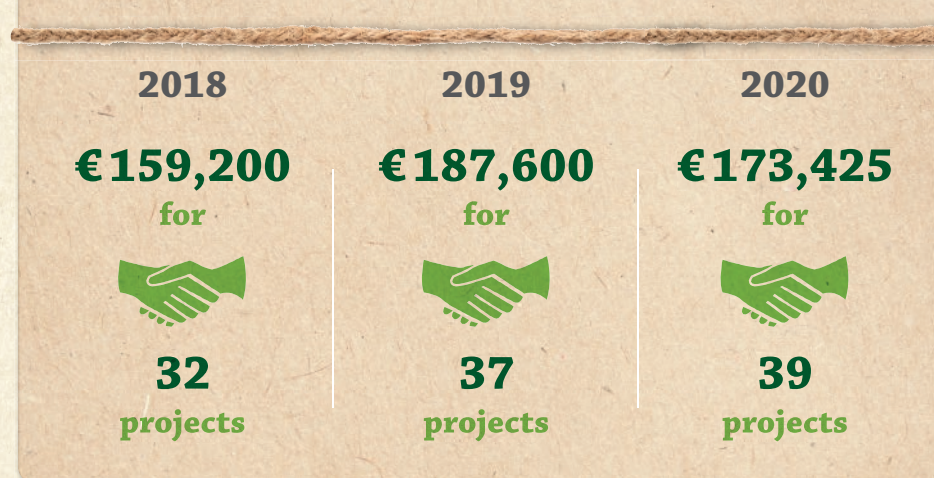 2018
€159,200
for
32
projects
2019
€187,600
for
37
projects
2020
€173,425
for
39
projects